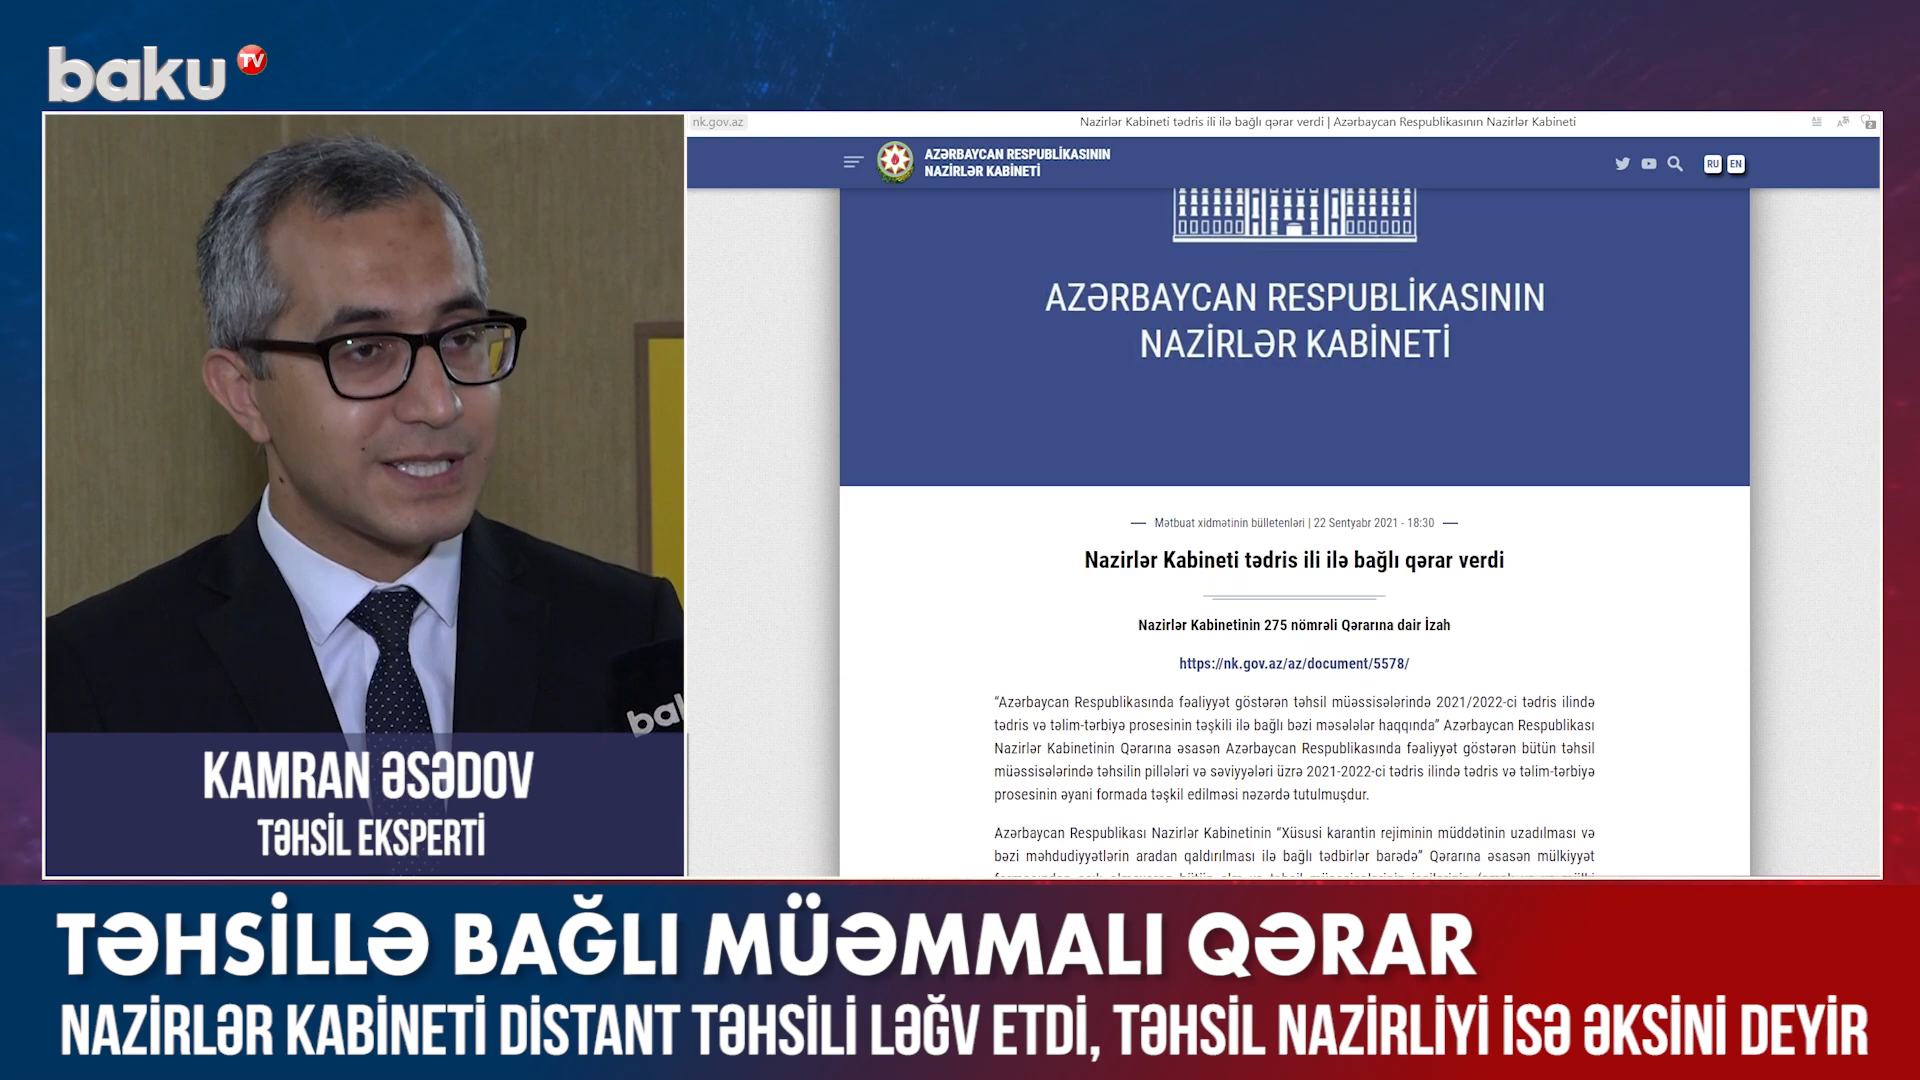 baku TV
nk.gov.az
Nazirlər Kabineti tədris ili ilə bağlı qərar verdi | Azərbaycan Respublikasının Nazirlər Kabineti
AZƏRBAYCAN RESPUBLİKASININ
NAZİRLƏR KABİNETİ
RU EN
AZƏRBAYCAN RESPUBLİKASININ
NAZİRLƏR KABİNETİ
Mətbuat xidmətinin bülletenləri | 22 Sentyabr 2021 - 18:30
Nazirlər Kabineti tədris ili ilə bağlı qərar verdi
Nazirlər Kabinetinin 275 nömrəli Qərarına dair İzah
https://nk.gov.az/az/document/5578/
“Azərbaycan Respublikasında fəaliyyət göstərən təhsil müəssisələrində 2021/2022-ci tədris ilində
tədris və təlim-tərbiyə prosesinin təşkili ilə bağlı bəzi məsələlər haqqında” Azərbaycan Respublikası
Nazirlər Kabinetinin Qərarına əsasən Azərbaycan Respublikasında fəaliyyət göstərən bütün təhsil
müəssisələrində təhsilin pillələri və səviyyələri üzrə 2021-2022-ci tədris ilində tədris və təlim-tərbiyə
prosesinin əyani formada təşkil edilməsi nəzərdə tutulmuşdur.
Azərbaycan Respublikası Nazirlər Kabinetinin “Xüsusi karantin rejiminin müddətinin uzadılması və
bəzi məhdudiyyətlərin aradan qaldırılması ilə bağlı tədbirlər barədə” Qərarına əsasən mülkiyyət
bak
KAMRAN ƏSƏDOV
TƏHSİL EKSPERTİ
TƏHSİLLƏ BAĞLI MÜƏMMALI QƏRAR
NAZİRLƏR KABİNETİ DİSTANT TƏHSİLİ LƏĞV ETDİ, TƏHSİL NAZİRLİYİ İSƏ ƏKSİNİ DEYİR